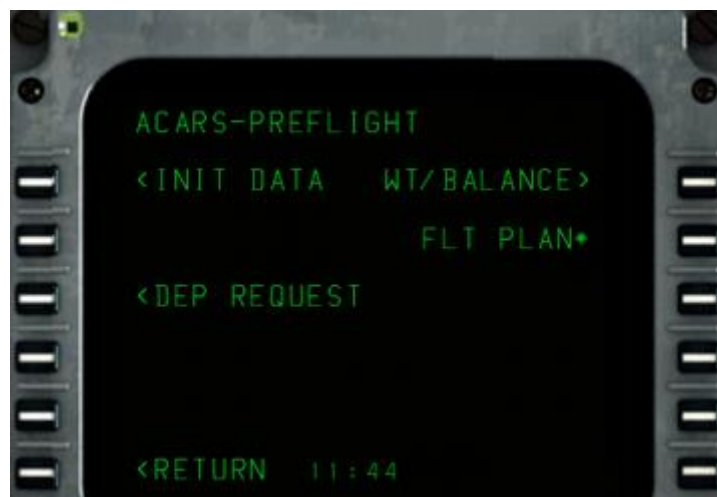 ACARS-PREFLIGHT
<INIT DATA WT/BALANCE>
FLT PLAN*
<DEP REQUEST
<RETURN 11:44